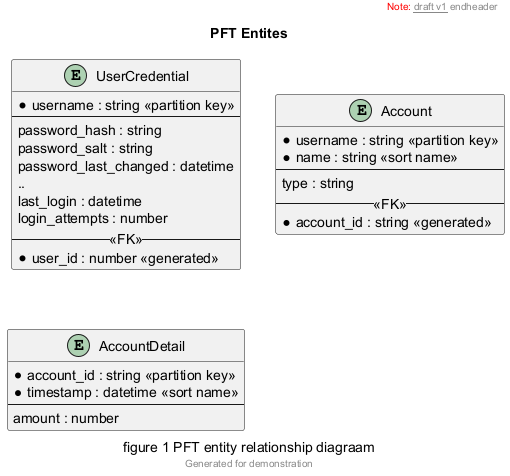 Note: draft v1 endheader
PFT Entites
E UserCredential
* username : string «partition key»
password_hash : string
password_salt : string
password_last_changed : datetime
..
last_login : datetime
login_attempts : number
«FK»
* user_id : number «generated»
E Account
* username : string «partition key»
* name : string «sort name»
type : string
«FK»
* account_id : string «generated»
E AccountDetail
* account_id : string «partition key»
* timestamp : datetime «sort name»
amount : number
figure 1 PFT entity relationship diagraam
Generated for demonstration